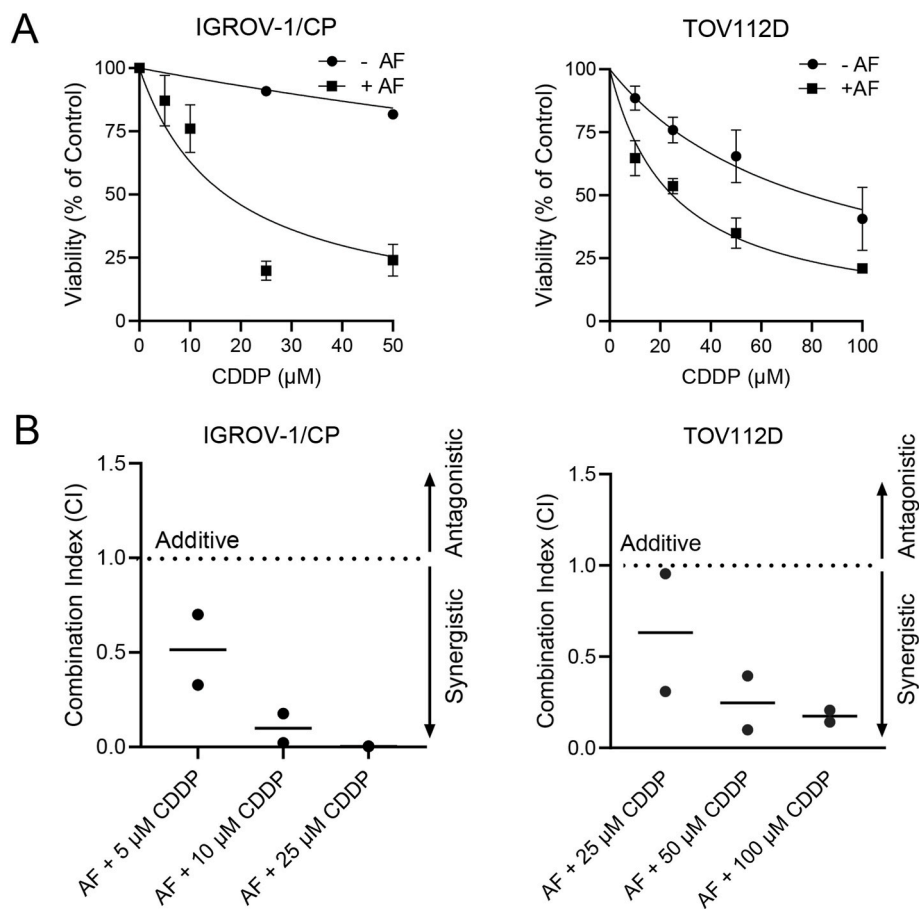 A
IGROV-1/CP
- AF
+ AF
100
75
50
25
0
Viability (% of Control)
0 10 20 30 40 50
CDDP (µM)
TOV112D
- AF
+AF
100
75
50
25
0
Viability (% of Control)
0 20 40 60 80 100
CDDP (µM)
B
IGROV-1/CP
1.5
1.0
0.5
0.0
Combination Index (CI)
Additive
Antagonistic
Synergistic
AF + 5 µM CDDP
AF + 10 µM CDDP
AF + 25 µM CDDP
TOV112D
1.5
1.0
0.5
0.0
Combination Index (CI)
Additive
Antagonistic
Synergistic
AF + 25 µM CDDP
AF + 50 µM CDDP
AF + 100 µM CDDP